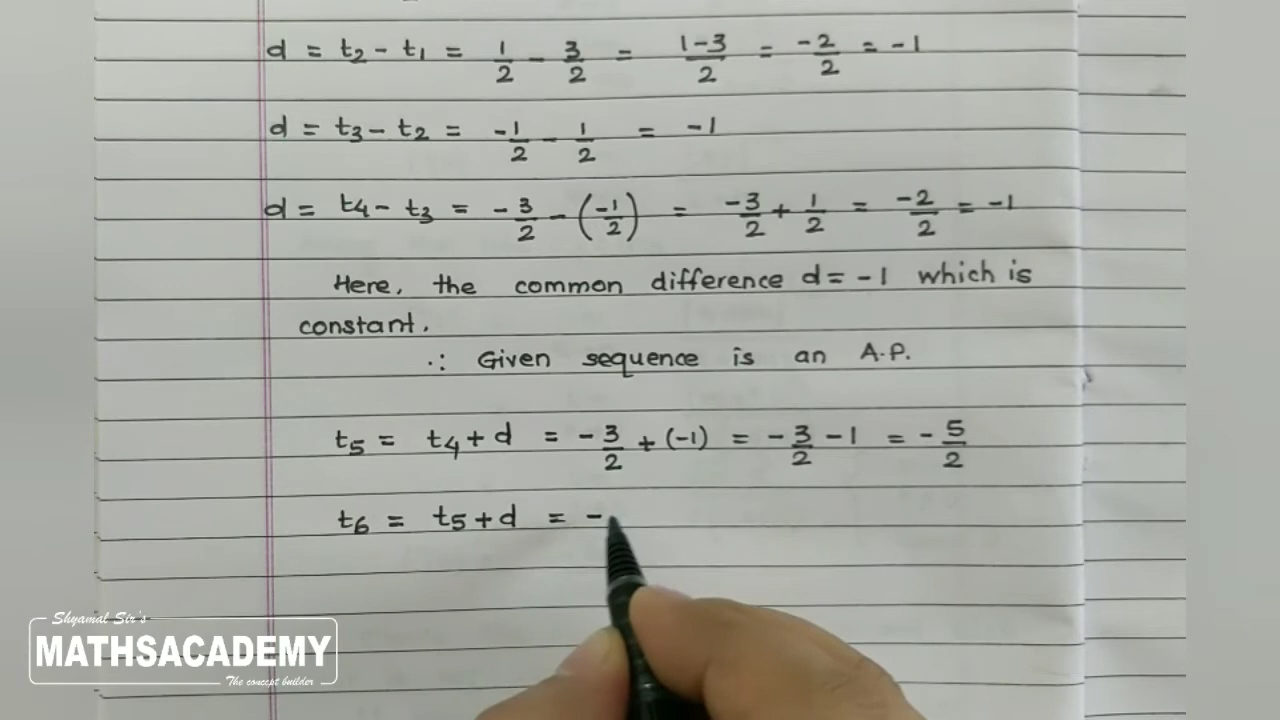 d = t₂ - t₁ = 1/2 - 3/2 = 1-3/2 = -2/2 = -1
d = t₃ - t₂ = -1/2 - 1/2 = -1
d = t₄ - t₃ = -3/2 - (-1/2) = -3/2 + 1/2 = -2/2 = -1
Here, the common difference d = -1 which is
constant.
∴ Given sequence is an A.P.
t₅ = t₄ + d = -3/2 + (-1) = -3/2 - 1 = -5/2
t₆ = t₅ + d = -
Shyamal Sir's
MATHSACADEMY
The concept builder